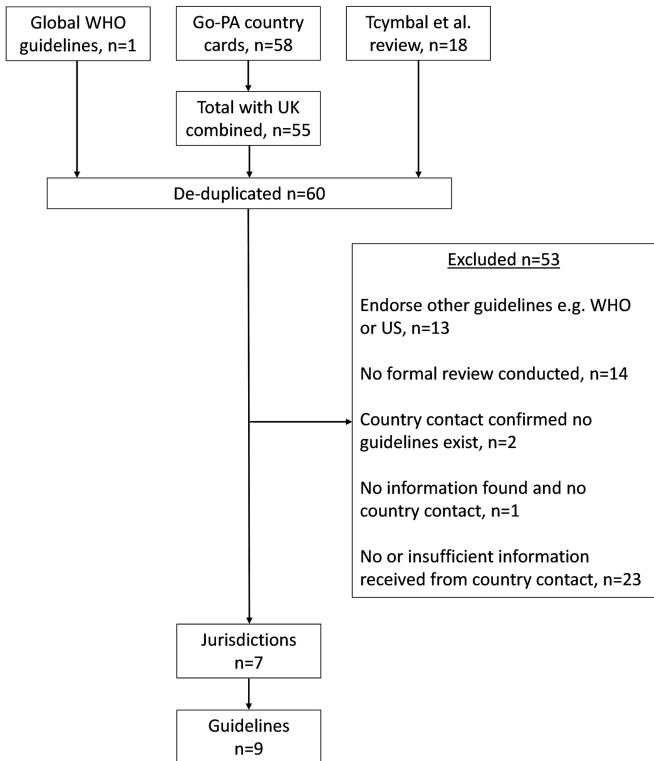 Global WHO
guidelines, n=1
Go-PA country
cards, n=58
Tcymbal et al.
review, n=18
Total with UK
combined, n=55
De-duplicated n=60
Excluded n=53
Endorse other guidelines e.g. WHO
or US, n=13
No formal review conducted, n=14
Country contact confirmed no
guidelines exist, n=2
No information found and no
country contact, n=1
No or insufficient information
received from country contact, n=23
Jurisdictions
n=7
Guidelines
n=9